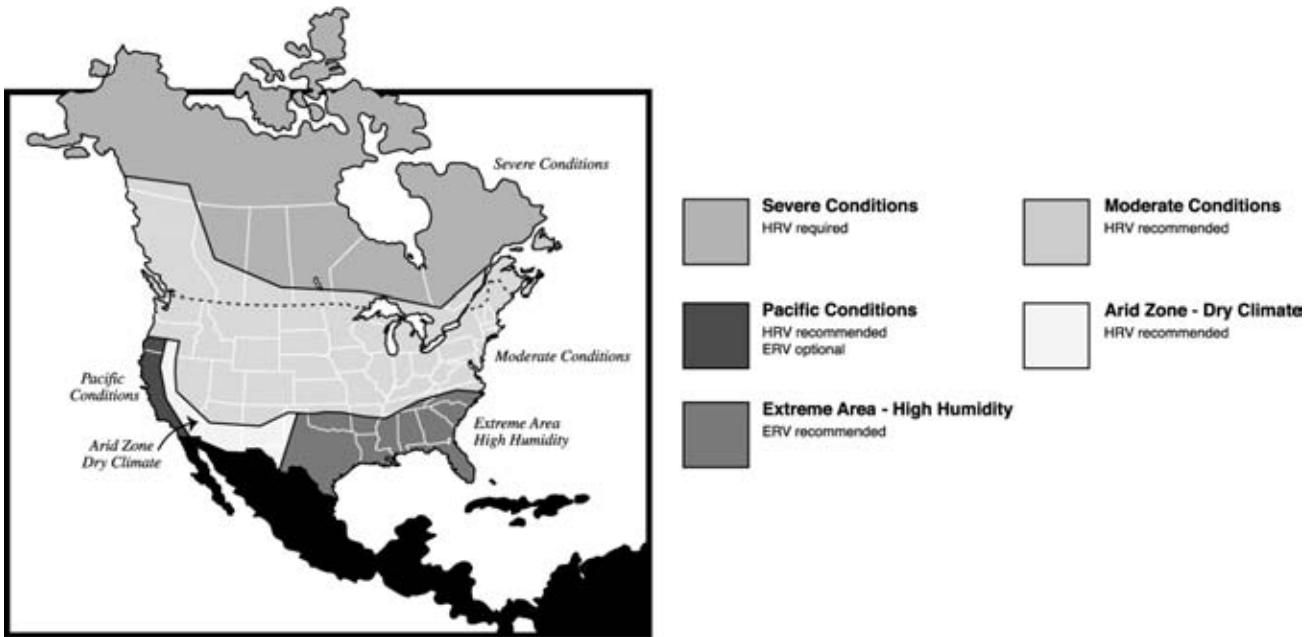 Severe Conditions
Moderate Conditions
Pacific
Conditions
Arid Zone
Dry Climate
Extreme Area
High Humidity
Severe Conditions
HRV required
Moderate Conditions
HRV recommended
Pacific Conditions
HRV recommended
ERV optional
Arid Zone - Dry Climate
HRV recommended
Extreme Area - High Humidity
ERV recommended